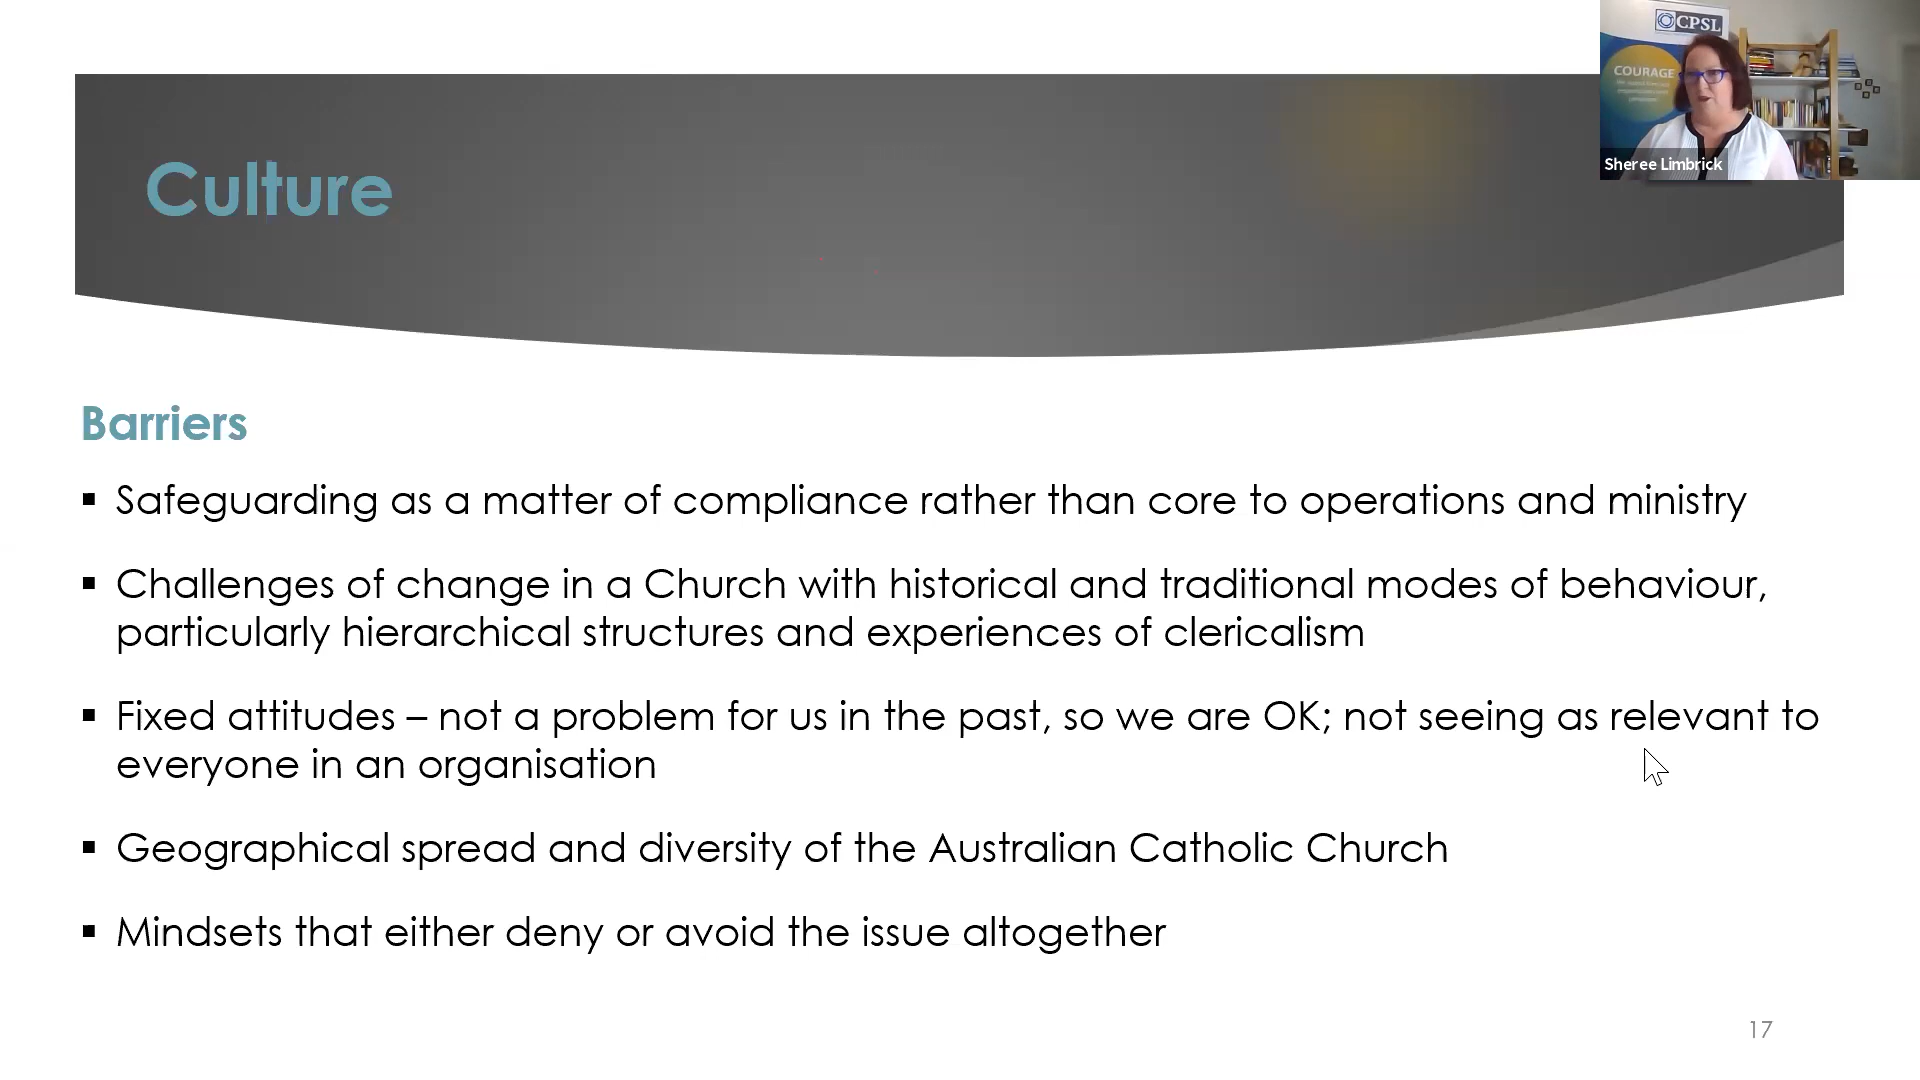 CPSL
COURAGE
Sheree Limbrick
Culture
Barriers
▪ Safeguarding as a matter of compliance rather than core to operations and ministry
▪ Challenges of change in a Church with historical and traditional modes of behaviour,
particularly hierarchical structures and experiences of clericalism
▪ Fixed attitudes – not a problem for us in the past, so we are OK; not seeing as relevant to
everyone in an organisation
▪ Geographical spread and diversity of the Australian Catholic Church
▪ Mindsets that either deny or avoid the issue altogether
17